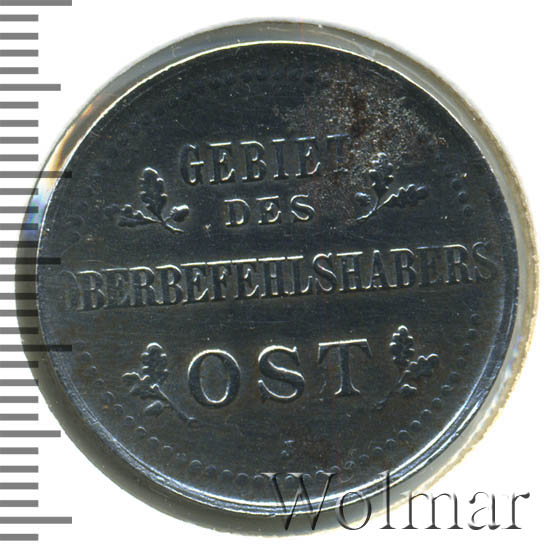 GEBIET
DES
OBERBEFEHLSHABERS
OST
J
Wolmar